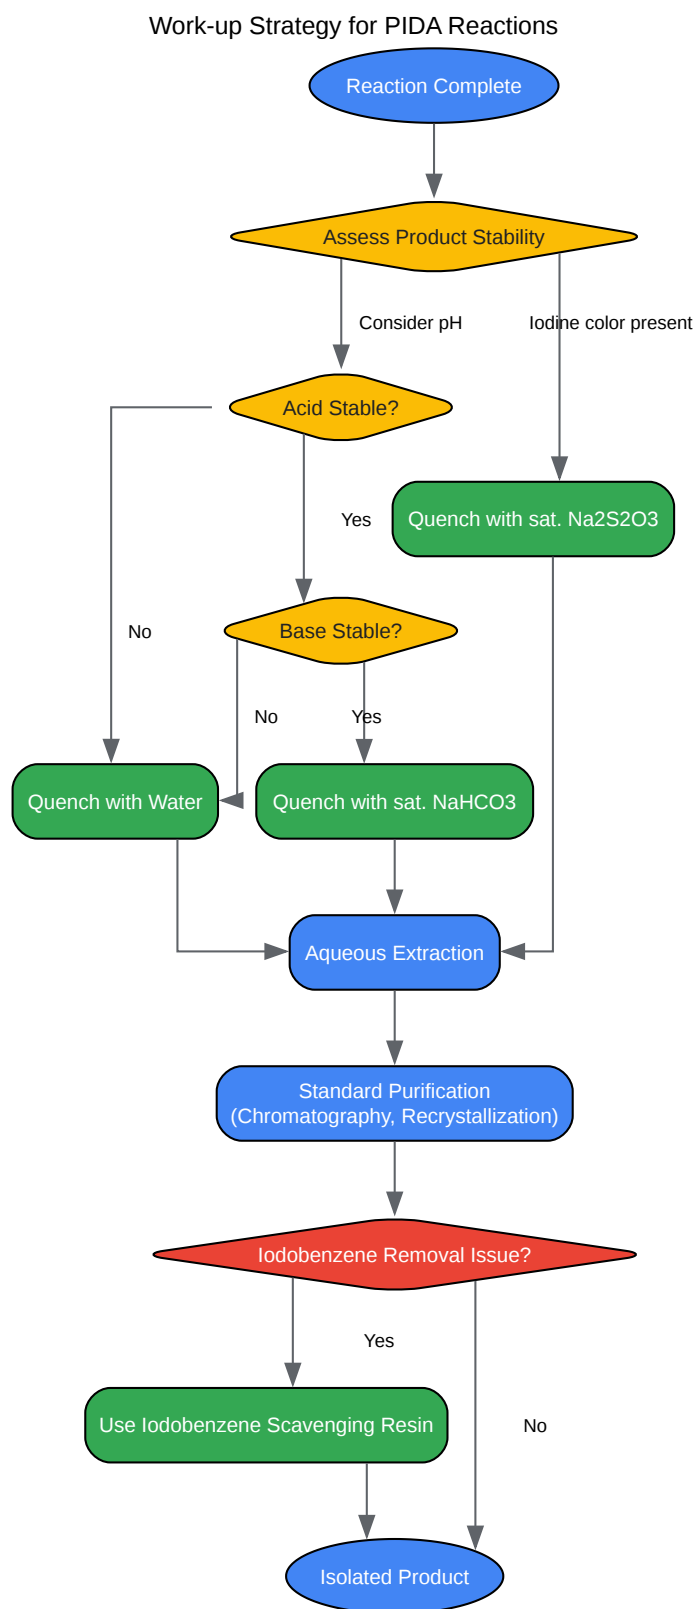 Work-up Strategy for PIDA Reactions
Reaction Complete
Assess Product Stability
Consider pH
Iodine color present
Acid Stable?
Yes
Quench with sat. Na2S2O3
No
Base Stable?
No
Yes
Quench with Water
Quench with sat. NaHCO3
Aqueous Extraction
Standard Purification
(Chromatography, Recrystallization)
Iodobenzene Removal Issue?
Yes
Use Iodobenzene Scavenging Resin
No
Isolated Product